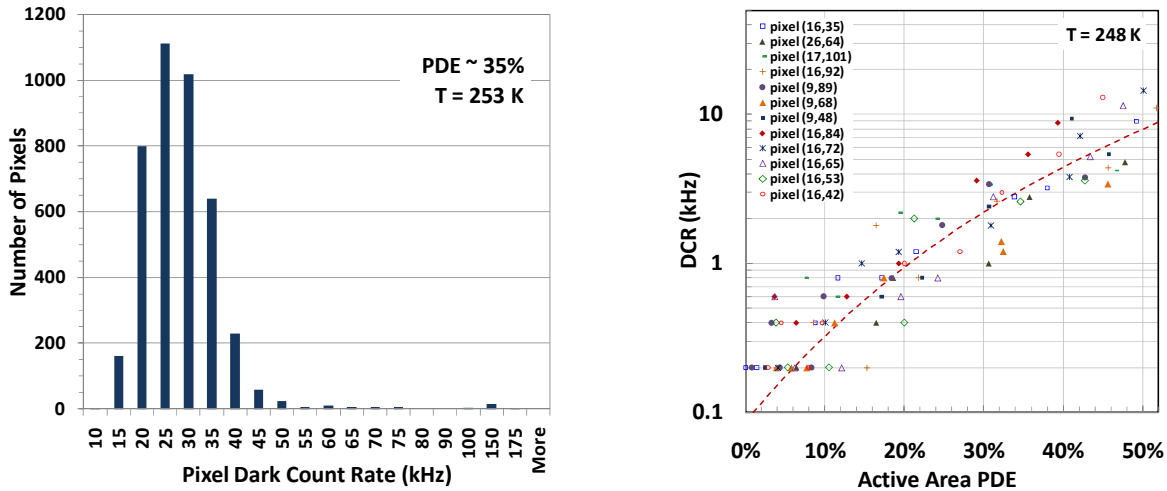 1200
1000
800
600
400
200
0
Number of Pixels
PDE ~ 35%
T = 253 K
10
15
20
25
30
35
40
45
50
55
60
65
70
75
80
90
100
150
175
More
Pixel Dark Count Rate (kHz)
DCR (kHz)
10
1
0.1
pixel (16,35)
pixel (26,64)
pixel (17,101)
pixel (16,92)
pixel (9,89)
pixel (9,68)
pixel (9,48)
pixel (16,84)
pixel (16,72)
pixel (16,65)
pixel (16,53)
pixel (16,42)
T = 248 K
0% 10% 20% 30% 40% 50%
Active Area PDE